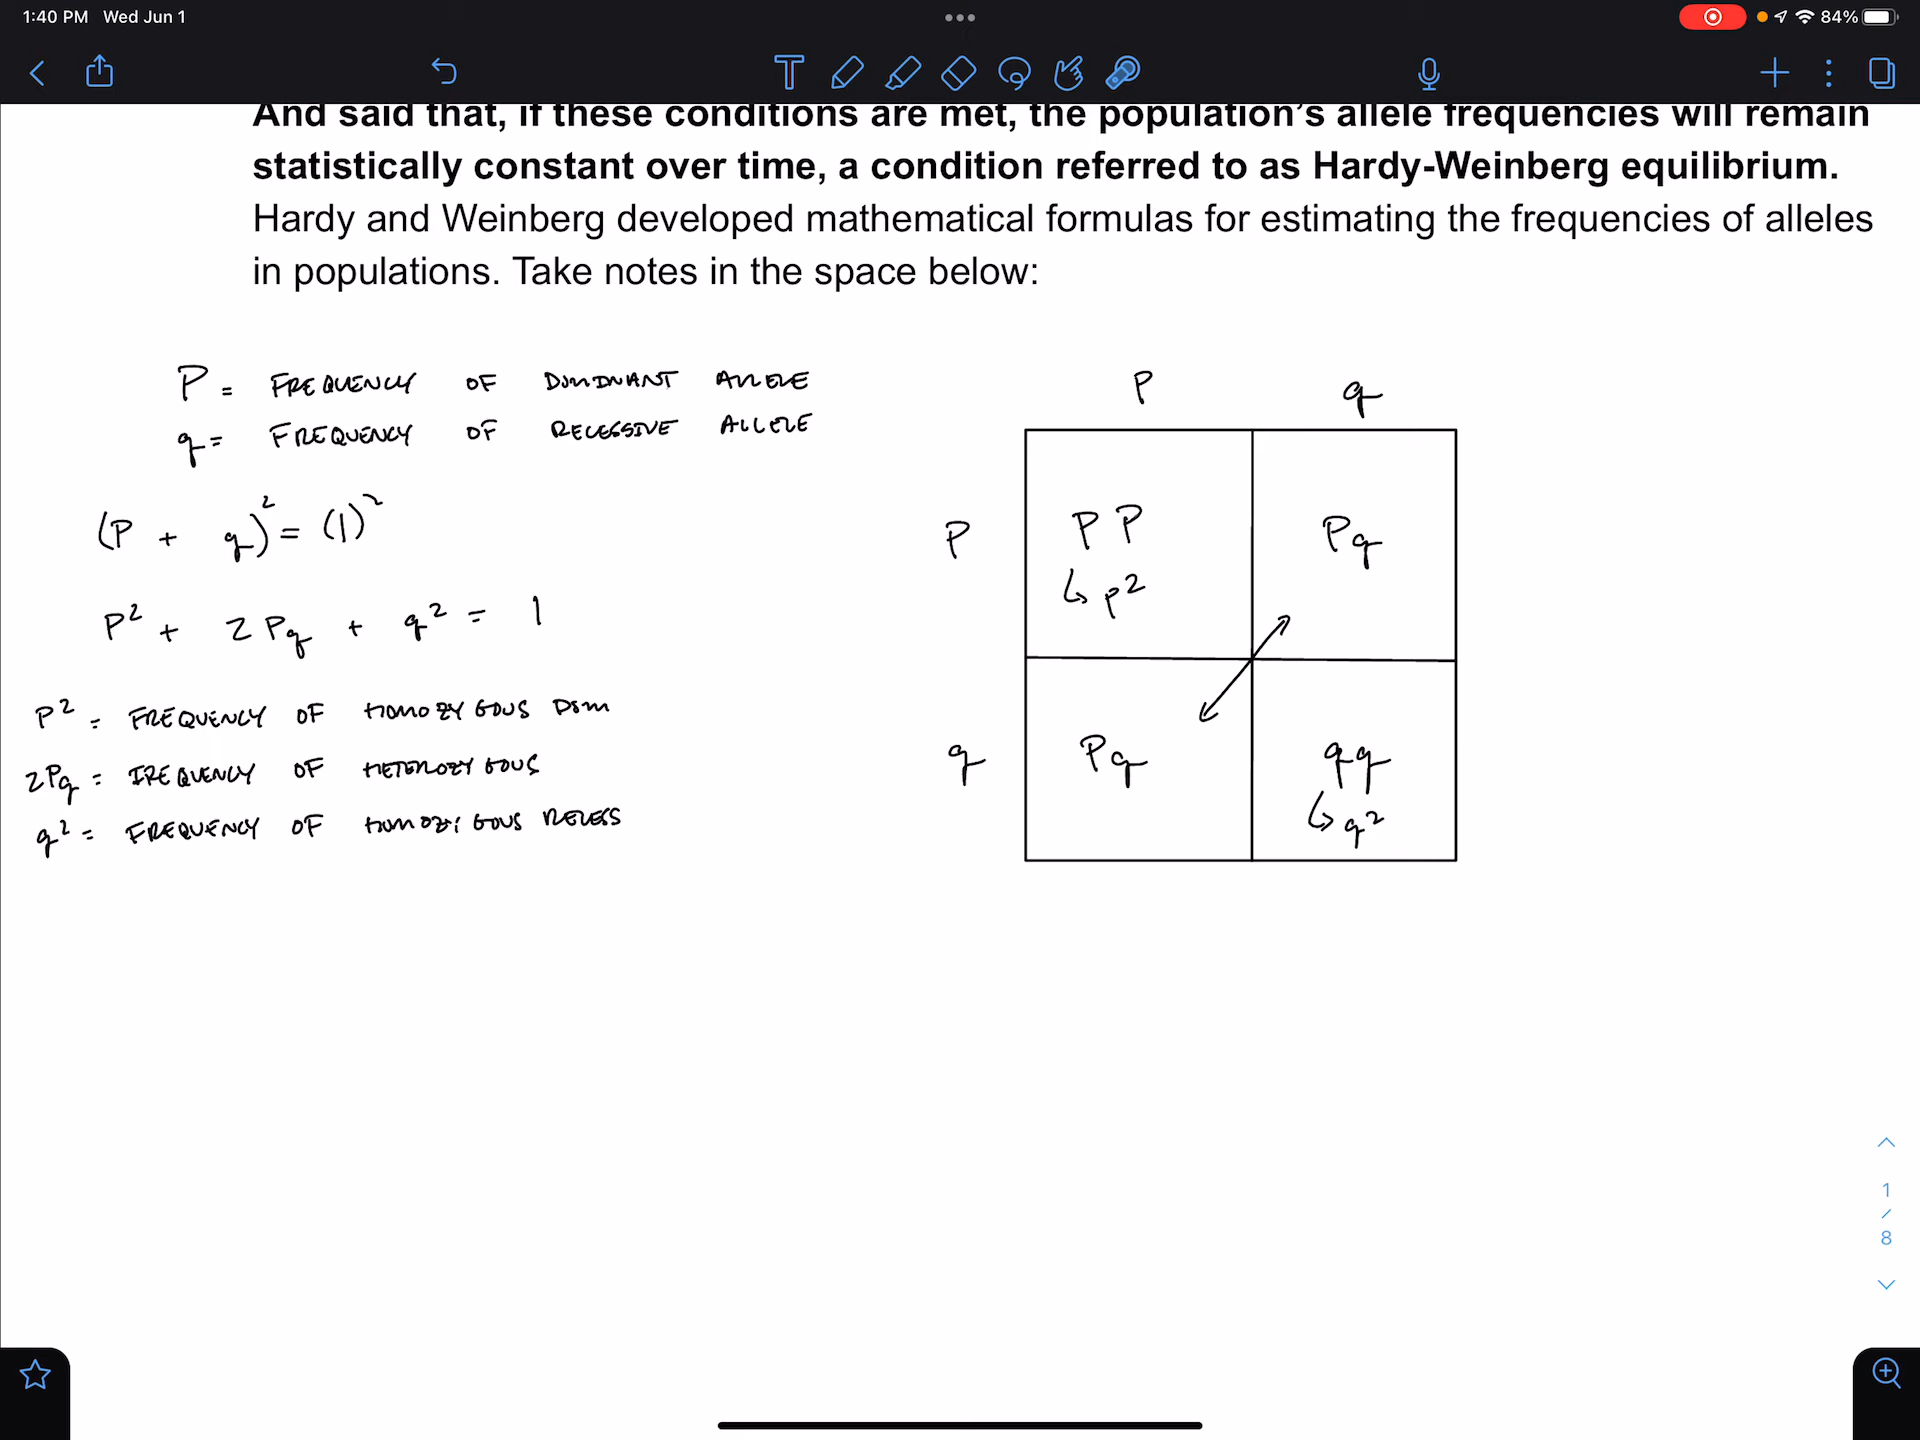 1:40 PM Wed Jun 1
84%
And said that, if these conditions are met, the population's allele frequencies will remain
statistically constant over time, a condition referred to as Hardy-Weinberg equilibrium.
Hardy and Weinberg developed mathematical formulas for estimating the frequencies of alleles
in populations. Take notes in the space below:
P = FREQUENCY OF DOMINANT ALLELE
q = FREQUENCY OF RECESSIVE ALLELE
(P + q)² = (1)²
P² + 2Pq + q² = 1
P² = FREQUENCY OF HOMOZYGOUS DOM
2Pq = FREQUENCY OF HETEROZYGOUS
q² = FREQUENCY OF HOMOZYGOUS RECESS
P q
P PP Pq
↳ P²
q Pq qq
↳ q²
1
/
8